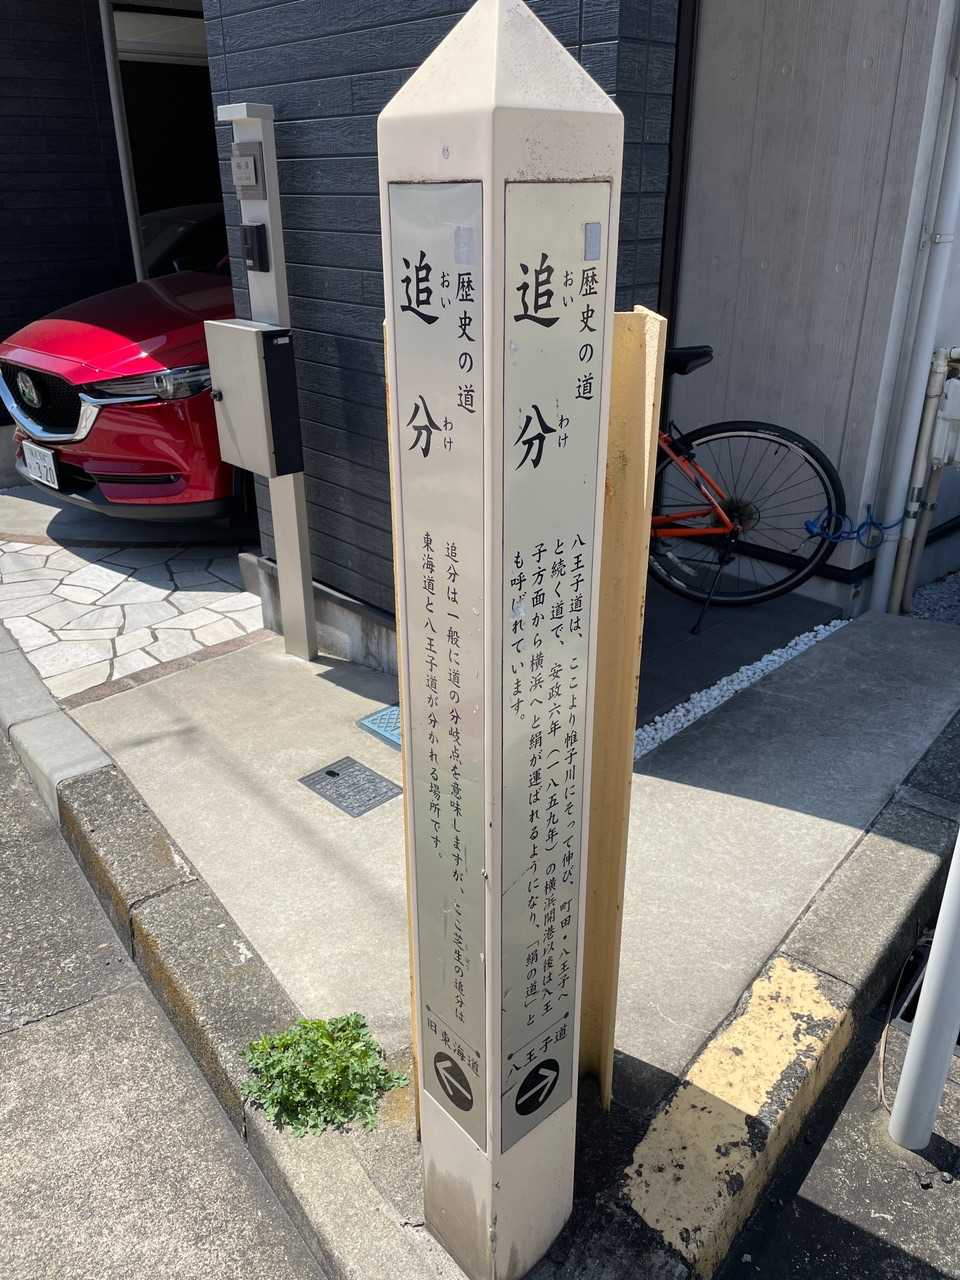 歴史の道
追分
おい
わけ
追分は一般に道の分岐点を意味しますが、ここ芝生の追分は
東海道と八王子道が分かれる場所です。
旧東海道
歴史の道
追分
おい
わけ
八王子道は、ここより帷子川にそって伸び、町田・八王子へ
と続く道で、安政六年（一八五九年）の横浜開港以後は八王
子方面から横浜へと絹が運ばれるようになり、「絹の道」と
も呼ばれています。
八王子道
3-20